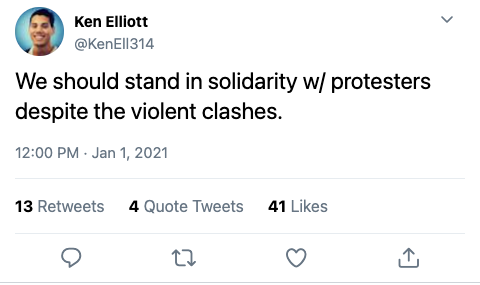 Ken Elliott
@KenEll314
We should stand in solidarity w/ protesters
despite the violent clashes.
12:00 PM · Jan 1, 2021
13 Retweets 4 Quote Tweets 41 Likes